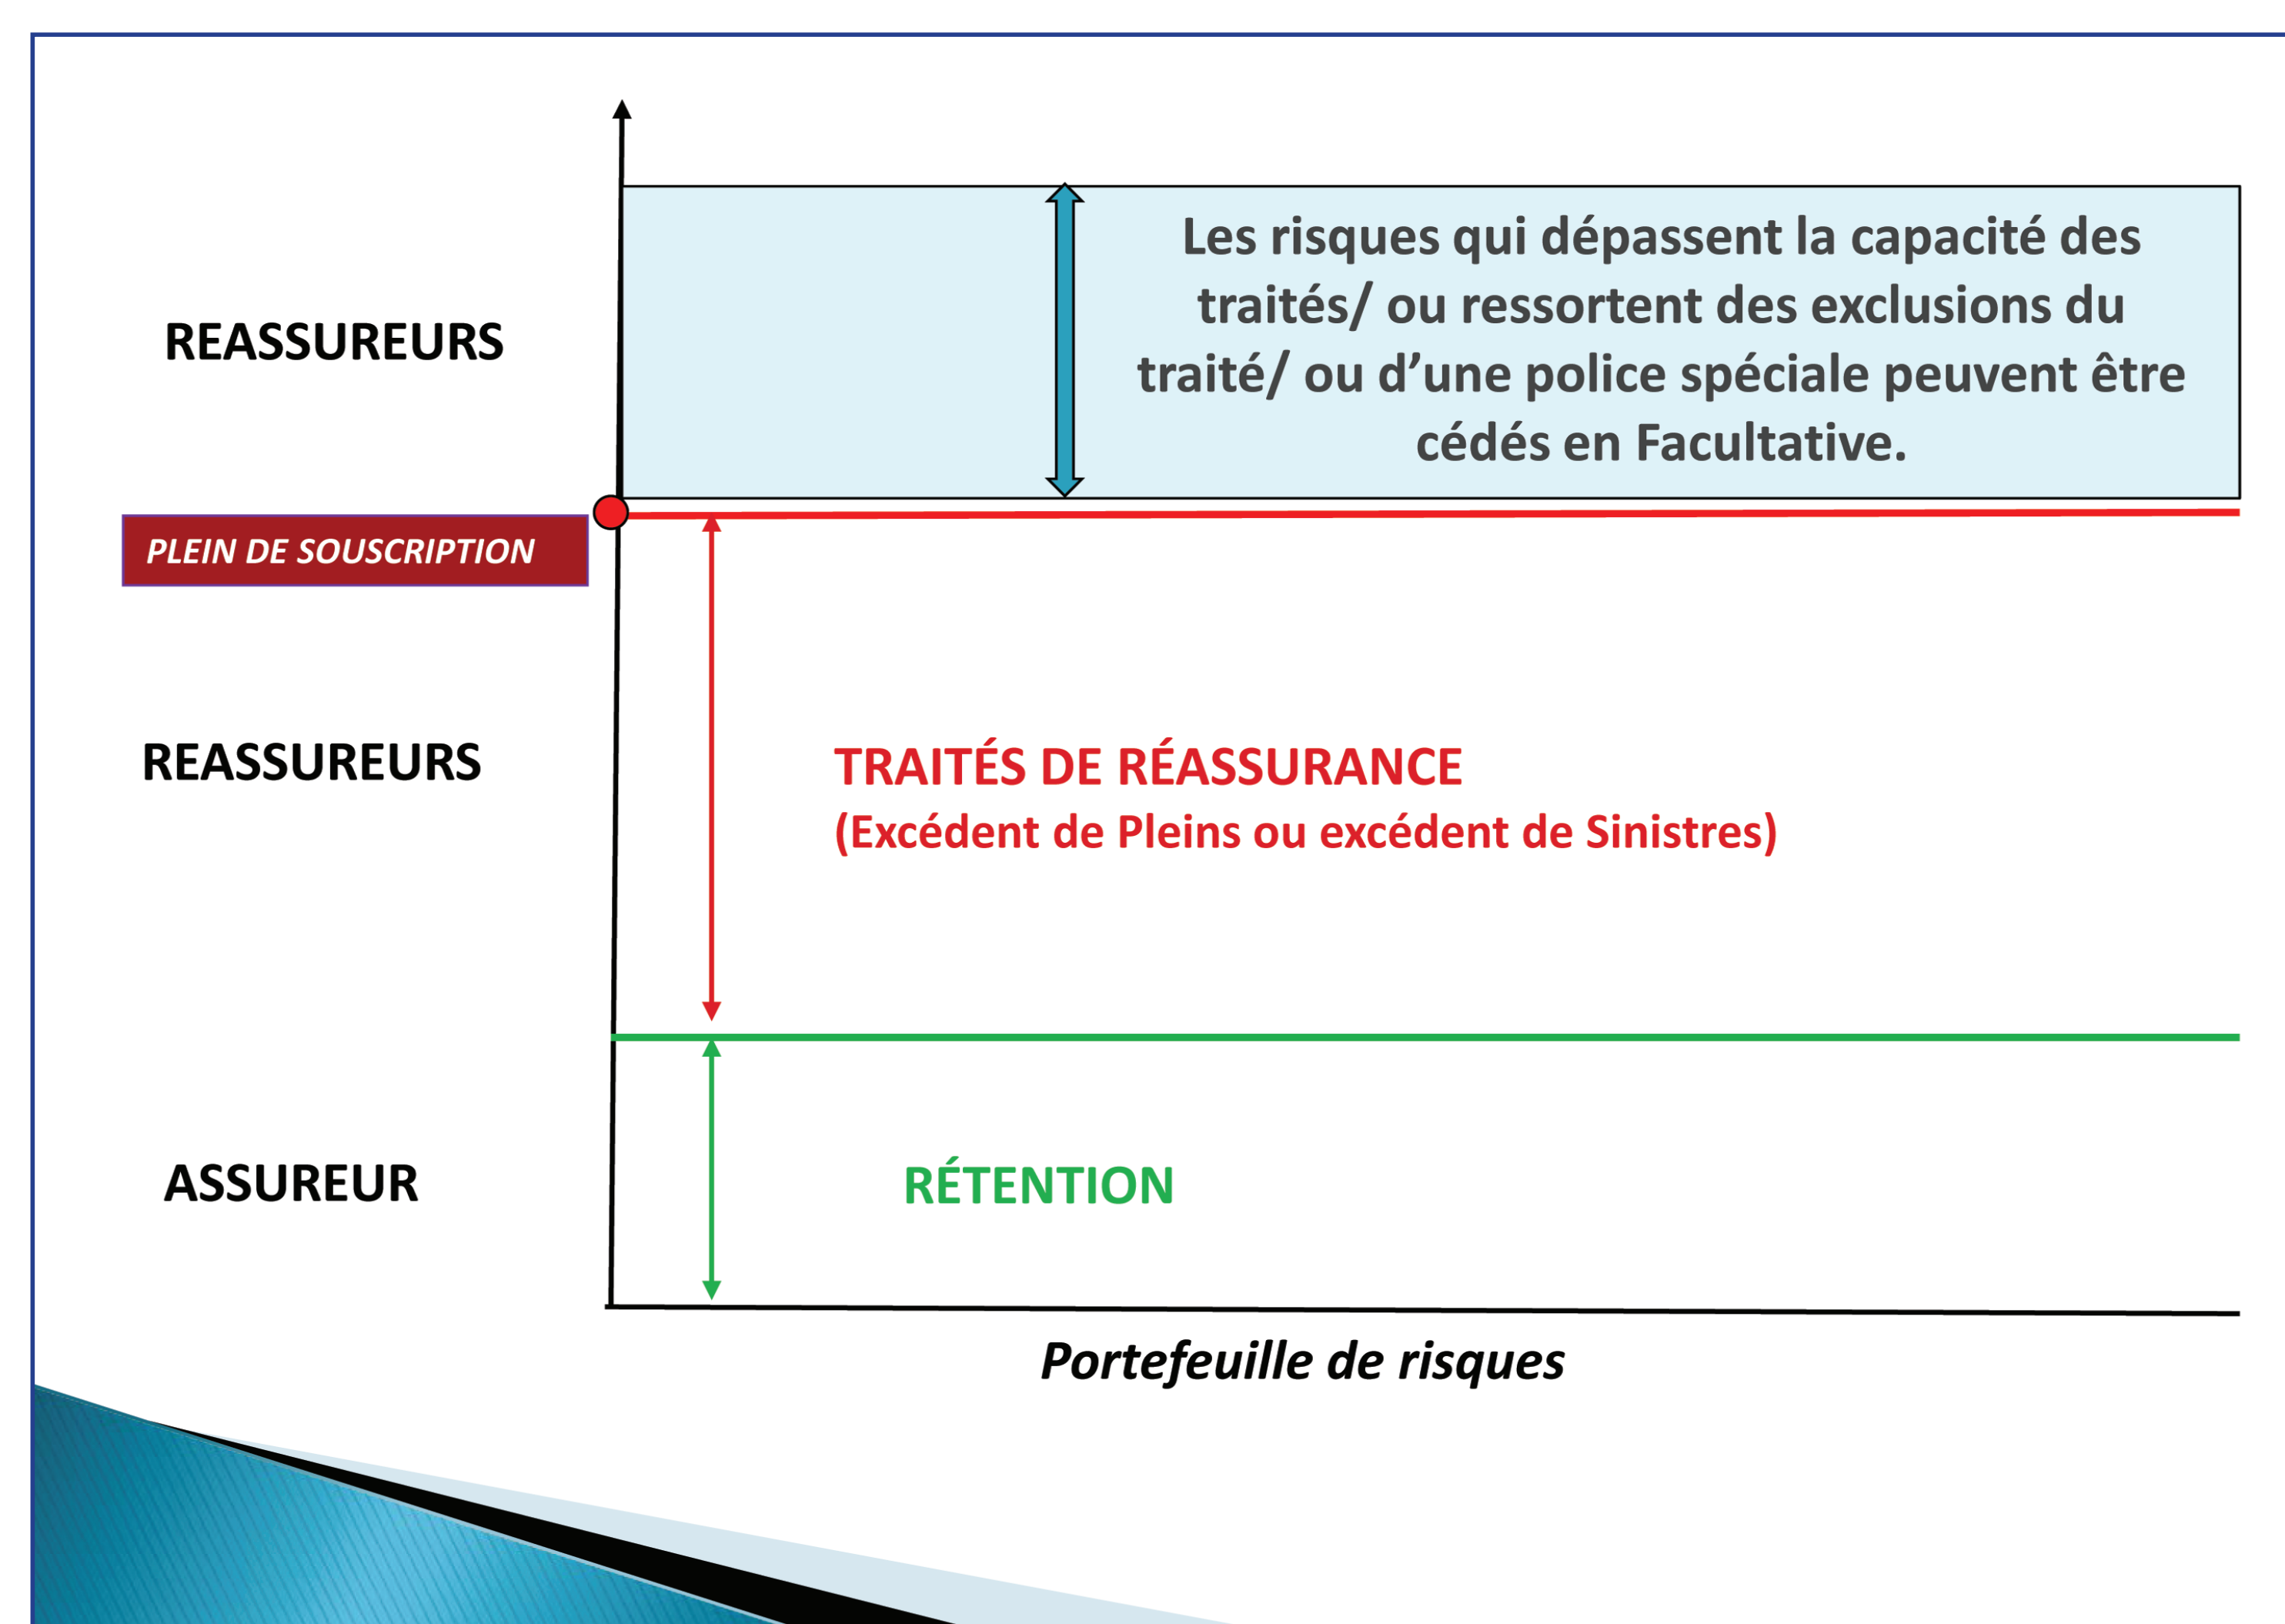 REASSUREURS
Les risques qui dépassent la capacité des
traités/ ou ressortent des exclusions du
traité/ ou d’une police spéciale peuvent être
cédés en Facultative.
PLEIN DE SOUSCRIPTION
REASSUREURS
TRAITÉS DE RÉASSURANCE
(Excédent de Pleins ou excédent de Sinistres)
ASSUREUR
RÉTENTION
Portefeuille de risques